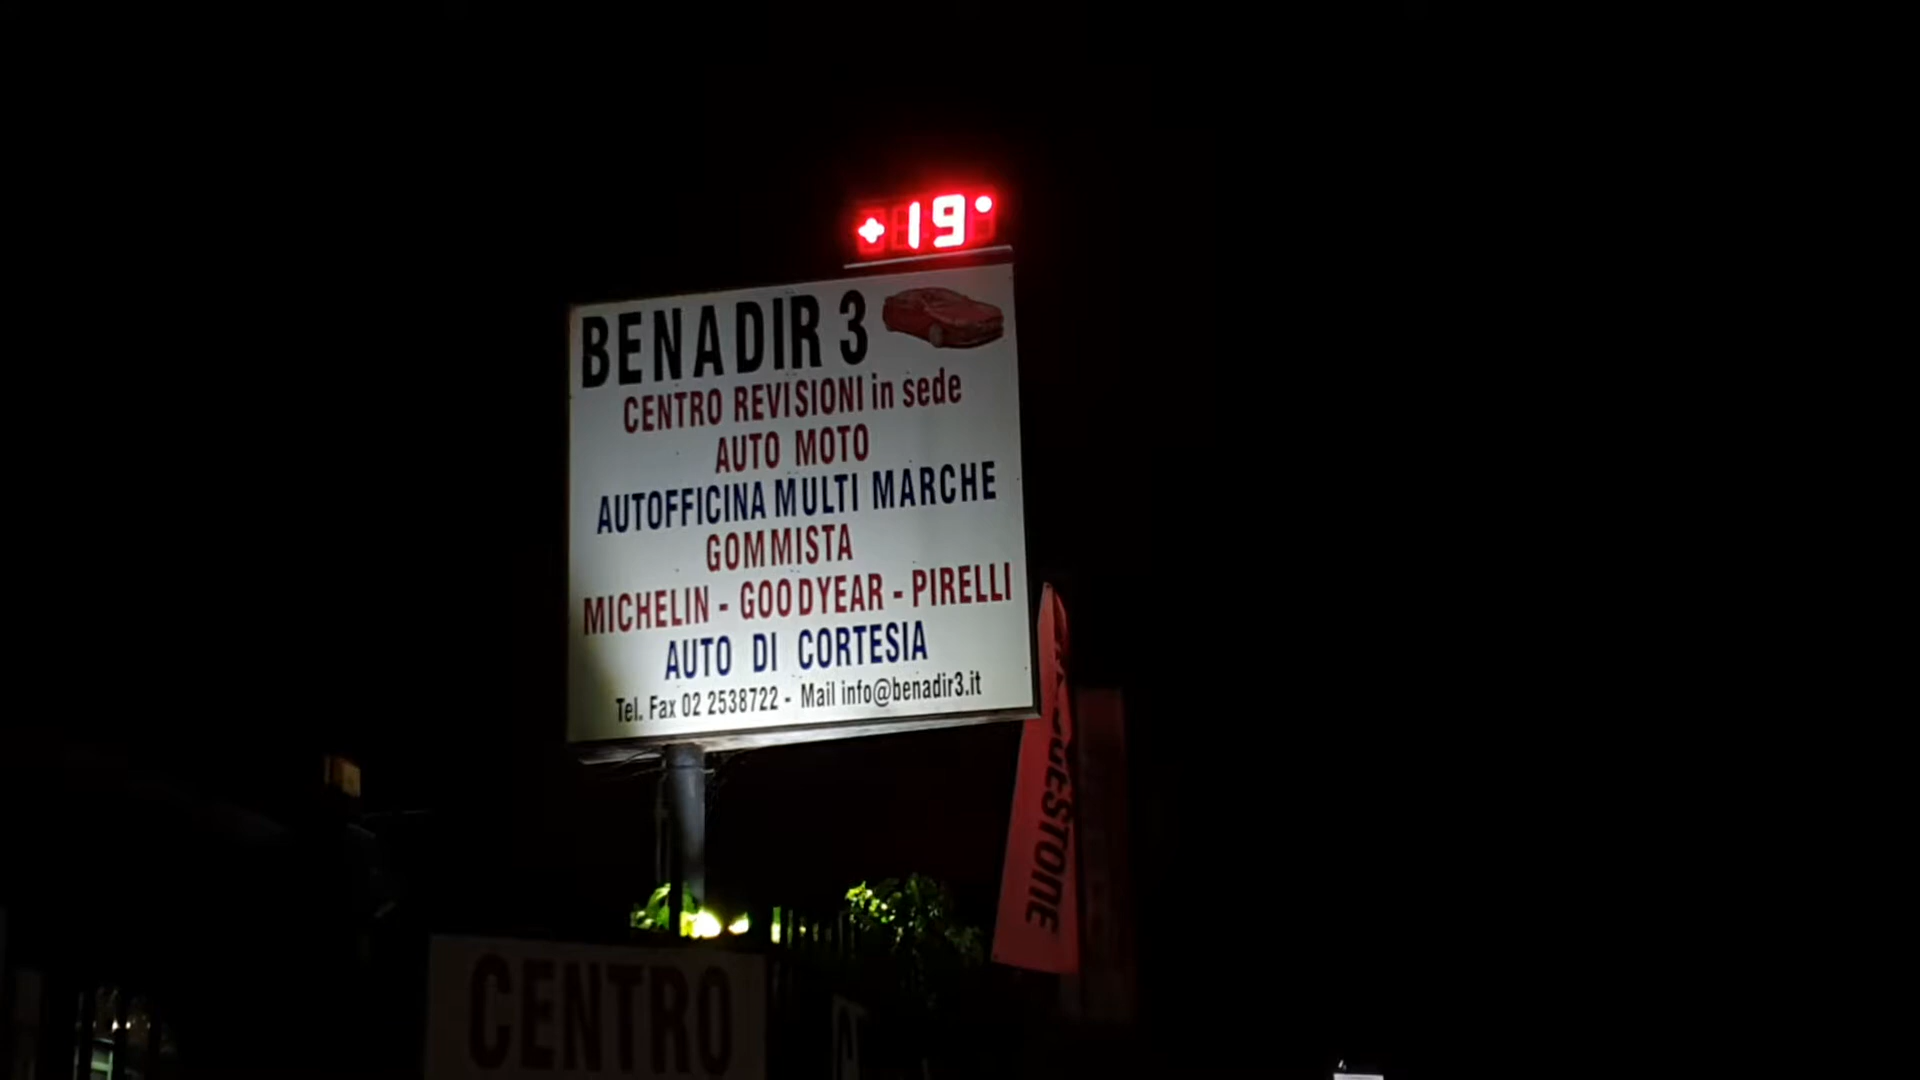 +19°
BENADIR 3
CENTRO REVISIONI in sede
AUTO MOTO
AUTOFFICINA MULTI MARCHE
GOMMISTA
MICHELIN - GOODYEAR - PIRELLI
AUTO DI CORTESIA
Tel. Fax 02 2538722 - Mail info@benadir3.it
CENTRO